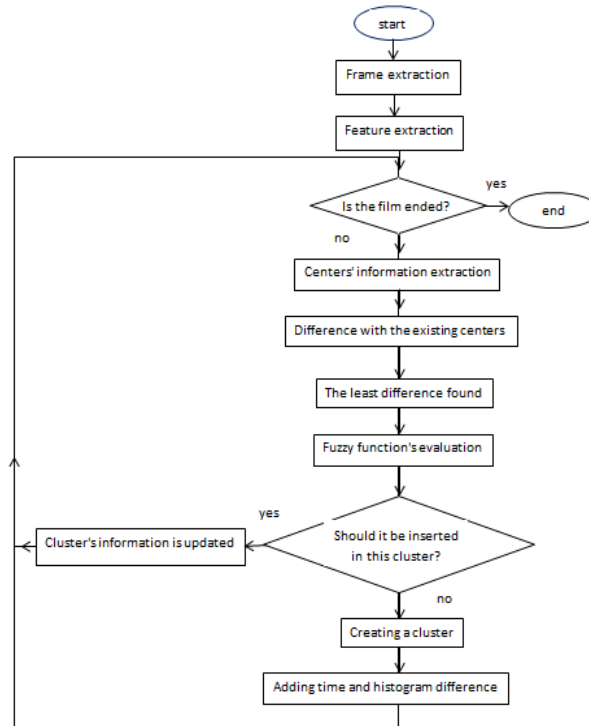 start
Frame extraction
Feature extraction
yes
Is the film ended?
end
no
Centers' information extraction
Difference with the existing centers
The least difference found
Fuzzy function's evaluation
yes
Should it be inserted
in this cluster?
Cluster's information is updated
no
Creating a cluster
Adding time and histogram difference